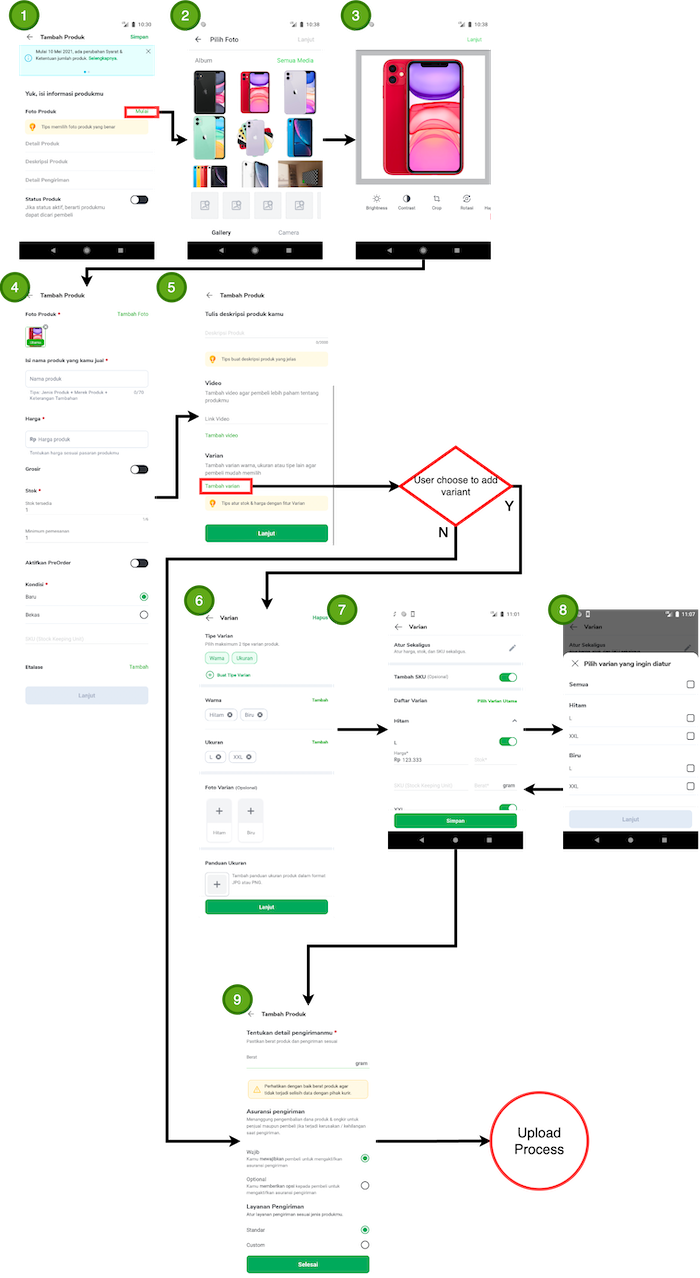 1
10:30
Tambah Produk
Simpan
Mulai 10 Mei 2021, ada perubahan Syarat &
Ketentuan jumlah produk. Selengkapnya.
Yuk, isi informasi produkmu
Foto Produk
Mulai
Tips memilih foto produk yang benar
Detail Produk
Deskripsi Produk
Detail Pengiriman
Status Produk
Jika status aktif, berarti produkmu
dapat dicari pembeli
2
10:38
Pilih Foto
Lanjut
Album
Semua Media
Gallery
Camera
3
10:38
Lanjut
Brightness
Contrast
Crop
Rotasi
4
Tambah Produk
Foto Produk *
Tambah Foto
Utama
Isi nama produk yang kamu jual *
Nama produk
Tips: Jenis Produk + Merek Produk +
Keterangan Tambahan
0/70
Harga *
Rp Harga produk
Tentukan harga sesuai pasaran produkmu
Grosir
Stok *
Stok tersedia
1
Minimum pemesanan
1
Aktifkan PreOrder
Kondisi *
Baru
Bekas
SKU (Stock Keeping Unit)
Etalase
Tambah
Lanjut
5
Tambah Produk
Tulis deskripsi produk kamu
Deskripsi Produk
Tips buat deskripsi produk yang jelas
Video
Tambah video agar pembeli lebih paham tentang
produkmu
Link Video
Tambah video
Varian
Tambah varian warna, ukuran atau tipe lain agar
pembeli mudah memilih
Tambah varian
Tips atur stok & harga dengan fitur Varian
Lanjut
User choose to add
variant
Y
N
6
Varian
Hapus
Tipe Varian
Pilih maksimum 2 tipe varian produk.
Warna
Ukuran
Buat Tipe Varian
Warna
Tambah
Hitam
Biru
Ukuran
Tambah
L
XXL
Foto Varian (Optional)
Hitam
Biru
Panduan Ukuran
Tambah panduan ukuran produk dalam format
JPG atau PNG.
Lanjut
7
11:01
Varian
Atur Sekaligus
Atur harga, stok, dan SKU sekaligus
Tambah SKU (Opsional)
Daftar Varian
Pilih Varian Utama
Hitam
L
Harga*
Rp 123.333
Stok*
SKU (Stock Keeping Unit)
Berat*
gram
XXL
Simpan
8
11:07
Varian
Atur Sekaligus
Pilih varian yang ingin diatur
Semua
Hitam
L
XXL
Biru
L
XXL
Lanjut
9
Tambah Produk
Tentukan detail pengirimanmu *
Pastikan berat produk dan pengiriman sesuai
Berat
gram
Perhatikan dengan baik berat produk agar
tidak terjadi selisih data dengan pihak kurir.
Asuransi pengiriman
Menanggung pengembalian dana produk & ongkir untuk
penjual maupun pembeli jika terjadi kerusakan / kehilangan
saat pengiriman.
Wajib
Kamu mewajibkan pembeli untuk mengaktifkan
asuransi pengiriman
Optional
Kamu memberikan opsi kepada pembeli untuk
mengaktifkan asuransi pengiriman
Layanan Pengiriman
Atur layanan pengiriman sesuai jenis produkmu.
Standar
Custom
Selesai
Upload
Process